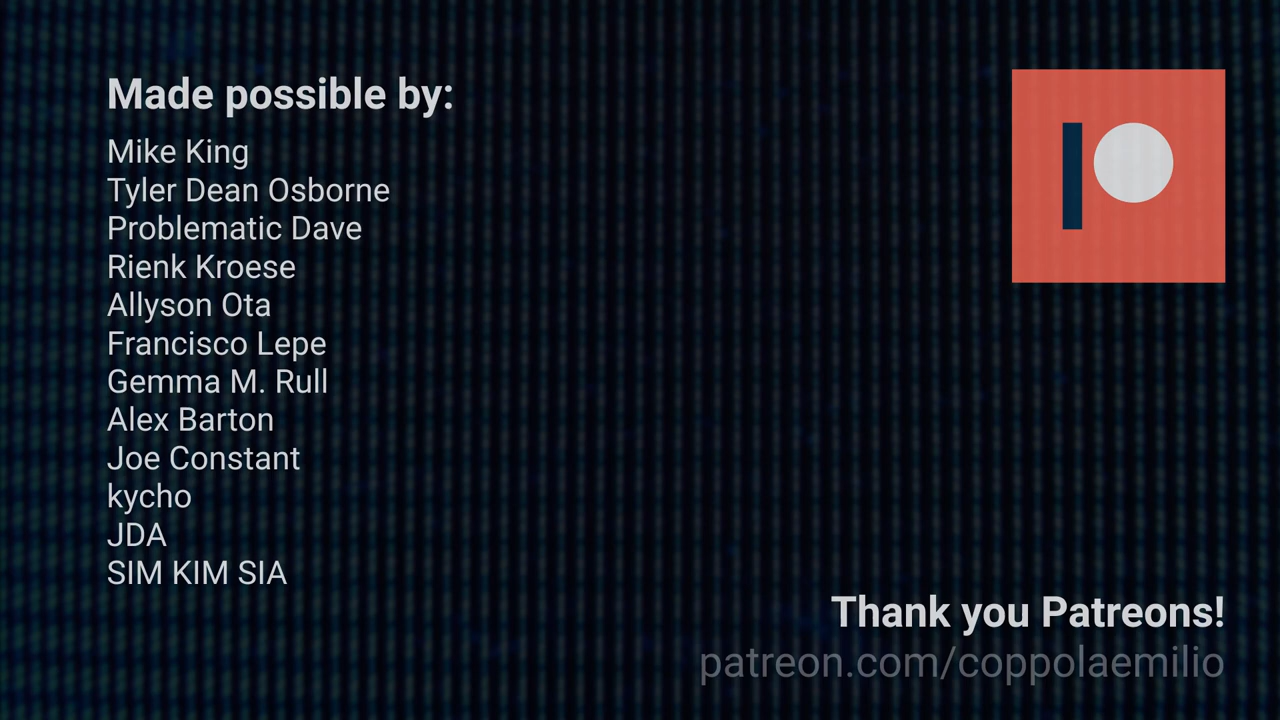 Made possible by:
Mike King
Tyler Dean Osborne
Problematic Dave
Rienk Kroese
Allyson Ota
Francisco Lepe
Gemma M. Rull
Alex Barton
Joe Constant
kycho
JDA
SIM KIM SIA
Thank you Patreons!
patreon.com/coppolaemilio